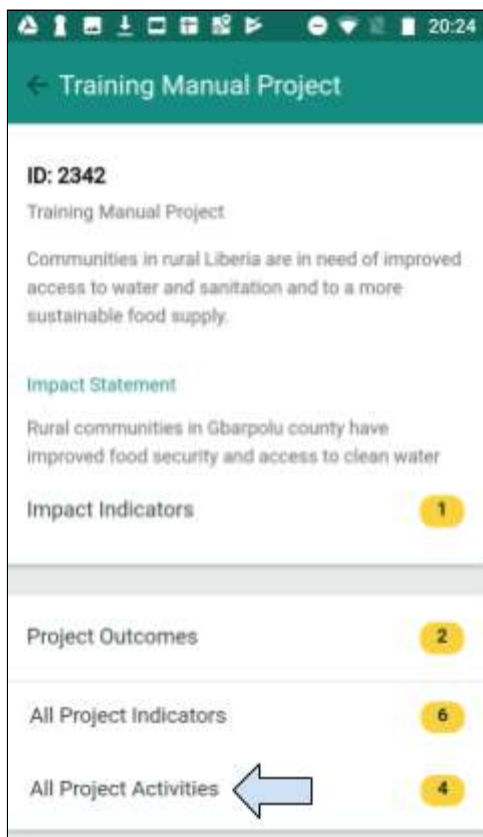 20:24
Training Manual Project
ID: 2342
Training Manual Project
Communities in rural Liberia are in need of improved
access to water and sanitation and to a more
sustainable food supply.
Impact Statement
Rural communities in Gbarpolu county have
improved food security and access to clean water
Impact Indicators 1
Project Outcomes 2
All Project Indicators 6
All Project Activities 4